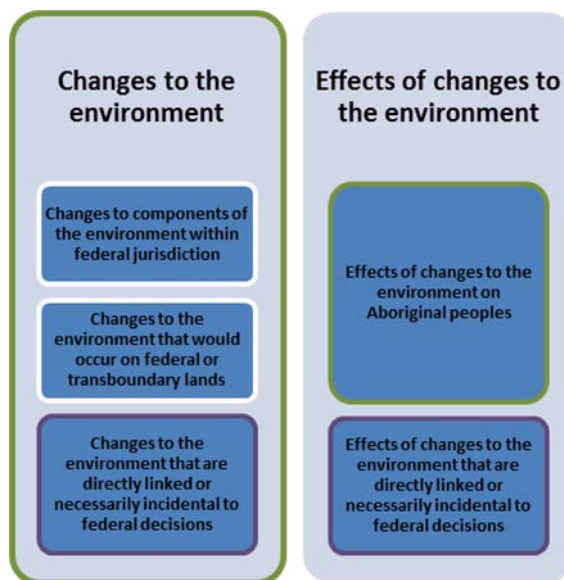 Changes to the
environment
Changes to components of
the environment within
federal jurisdiction
Changes to the
environment that would
occur on federal or
transboundary lands
Changes to the
environment that are
directly linked or
necessarily incidental to
federal decisions
Effects of changes to
the environment
Effects of changes to the
environment on
Aboriginal peoples
Effects of changes to the
environment that are
directly linked or
necessarily incidental to
federal decisions